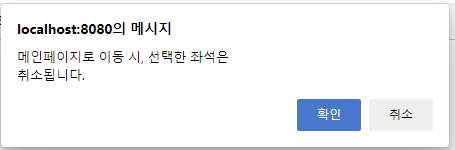 localhost:8080의 메시지
메인페이지로 이동 시, 선택한 좌석은
취소됩니다.
확인
취소